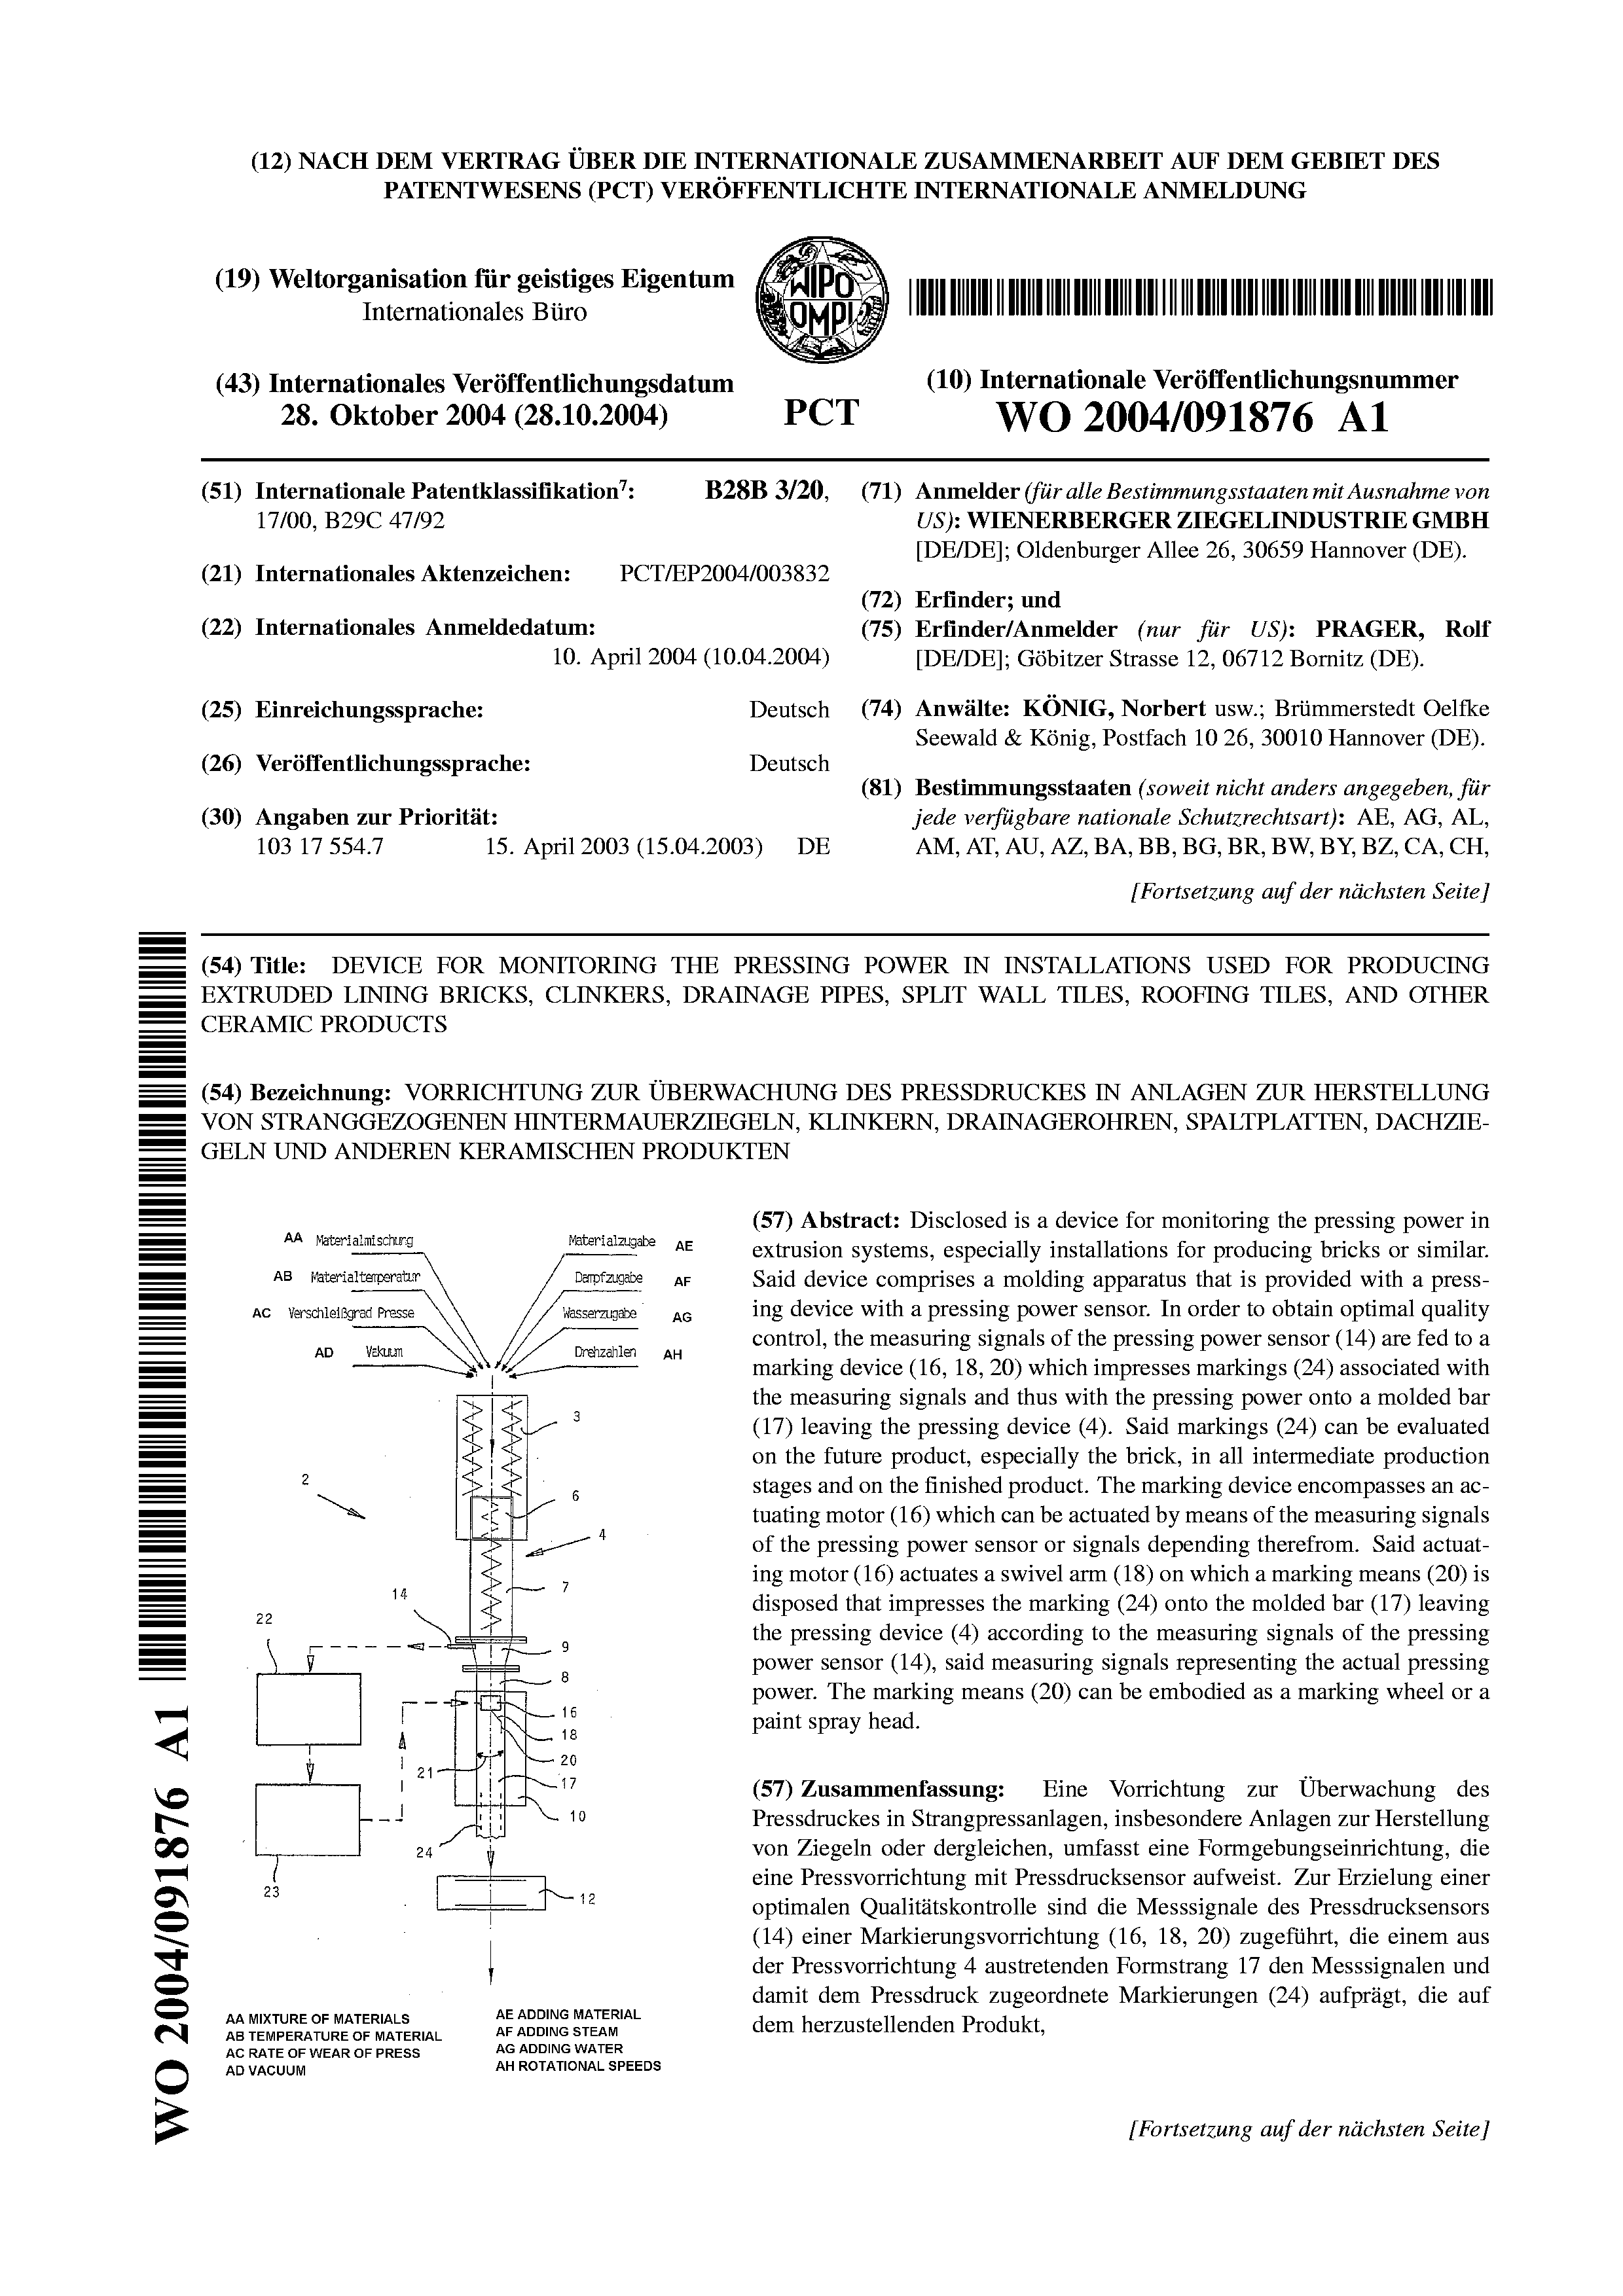 (12) NACH DEM VERTRAG ÜBER DIE INTERNATIONALE ZUSAMMENARBEIT AUF DEM GEBIET DES
PATENTWESENS (PCT) VERÖFFENTLICHTE INTERNATIONALE ANMELDUNG
(19) Weltorganisation für geistiges Eigentum
Internationales Büro
WIPO
OMPI
(43) Internationales Veröffentlichungsdatum
28. Oktober 2004 (28.10.2004)
PCT
(10) Internationale Veröffentlichungsnummer
WO 2004/091876 A1
(51) Internationale Patentklassifikation⁷: B28B 3/20,
17/00, B29C 47/92
(21) Internationales Aktenzeichen: PCT/EP2004/003832
(22) Internationales Anmeldedatum:
10. April 2004 (10.04.2004)
(25) Einreichungssprache: Deutsch
(26) Veröffentlichungssprache: Deutsch
(30) Angaben zur Priorität:
103 17 554.7 15. April 2003 (15.04.2003) DE
(71) Anmelder (für alle Bestimmungsstaaten mit Ausnahme von
US): WIENERBERGER ZIEGELINDUSTRIE GMBH
[DE/DE]; Oldenburger Allee 26, 30659 Hannover (DE).
(72) Erfinder; und
(75) Erfinder/Anmelder (nur für US): PRAGER, Rolf
[DE/DE]; Göbitzer Strasse 12, 06712 Bornitz (DE).
(74) Anwälte: KÖNIG, Norbert usw.; Brümmerstedt Oelfke
Seewald & König, Postfach 10 26, 30010 Hannover (DE).
(81) Bestimmungsstaaten (soweit nicht anders angegeben, für
jede verfügbare nationale Schutzrechtsart): AE, AG, AL,
AM, AT, AU, AZ, BA, BB, BG, BR, BW, BY, BZ, CA, CH,
[Fortsetzung auf der nächsten Seite]
(54) Title: DEVICE FOR MONITORING THE PRESSING POWER IN INSTALLATIONS USED FOR PRODUCING
EXTRUDED LINING BRICKS, CLINKERS, DRAINAGE PIPES, SPLIT WALL TILES, ROOFING TILES, AND OTHER
CERAMIC PRODUCTS
(54) Bezeichnung: VORRICHTUNG ZUR ÜBERWACHUNG DES PRESSDRUCKES IN ANLAGEN ZUR HERSTELLUNG
VON STRANGGEZOGENEN HINTERMAUERZIEGELN, KLINKERN, DRAINAGEROHREN, SPALTPLATTEN, DACHZIE-
GELN UND ANDEREN KERAMISCHEN PRODUKTEN
AA Materialmischung
Materialzugabe AE
AB Materialtemperatur
Dampfzugabe AF
AC Verschleißgrad Presse
Wasserzugabe AG
AD Vakuum
Drehzahlen AH
3
2
6
4
7
14
22
9
8
16
18
20
21
17
10
24
23
12
AA MIXTURE OF MATERIALS
AB TEMPERATURE OF MATERIAL
AC RATE OF WEAR OF PRESS
AD VACUUM
AE ADDING MATERIAL
AF ADDING STEAM
AG ADDING WATER
AH ROTATIONAL SPEEDS
(57) Abstract: Disclosed is a device for monitoring the pressing power in
extrusion systems, especially installations for producing bricks or similar.
Said device comprises a molding apparatus that is provided with a press-
ing device with a pressing power sensor. In order to obtain optimal quality
control, the measuring signals of the pressing power sensor (14) are fed to a
marking device (16, 18, 20) which impresses markings (24) associated with
the measuring signals and thus with the pressing power onto a molded bar
(17) leaving the pressing device (4). Said markings (24) can be evaluated
on the future product, especially the brick, in all intermediate production
stages and on the finished product. The marking device encompasses an ac-
tuating motor (16) which can be actuated by means of the measuring signals
of the pressing power sensor or signals depending therefrom. Said actuat-
ing motor (16) actuates a swivel arm (18) on which a marking means (20) is
disposed that impresses the marking (24) onto the molded bar (17) leaving
the pressing device (4) according to the measuring signals of the pressing
power sensor (14), said measuring signals representing the actual pressing
power. The marking means (20) can be embodied as a marking wheel or a
paint spray head.
(57) Zusammenfassung: Eine Vorrichtung zur Überwachung des
Pressdruckes in Strangpressanlagen, insbesondere Anlagen zur Herstellung
von Ziegeln oder dergleichen, umfasst eine Formgebungseinrichtung, die
eine Pressvorrichtung mit Pressdrucksensor aufweist. Zur Erzielung einer
optimalen Qualitätskontrolle sind die Messsignale des Pressdrucksensors
(14) einer Markierungsvorrichtung (16, 18, 20) zugeführt, die einem aus
der Pressvorrichtung 4 austretenden Formstrang 17 den Messsignalen und
damit dem Pressdruck zugeordnete Markierungen (24) aufprägt, die auf
dem herzustellenden Produkt,
[Fortsetzung auf der nächsten Seite]
WO 2004/091876 A1